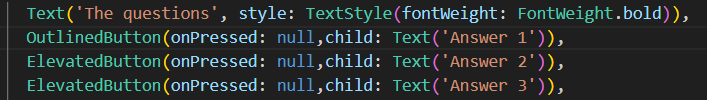 Text('The questions', style: TextStyle(fontWeight: FontWeight.bold)),
OutlinedButton(onPressed: null,child: Text('Answer 1')),
ElevatedButton(onPressed: null,child: Text('Answer 2')),
ElevatedButton(onPressed: null,child: Text('Answer 3')),